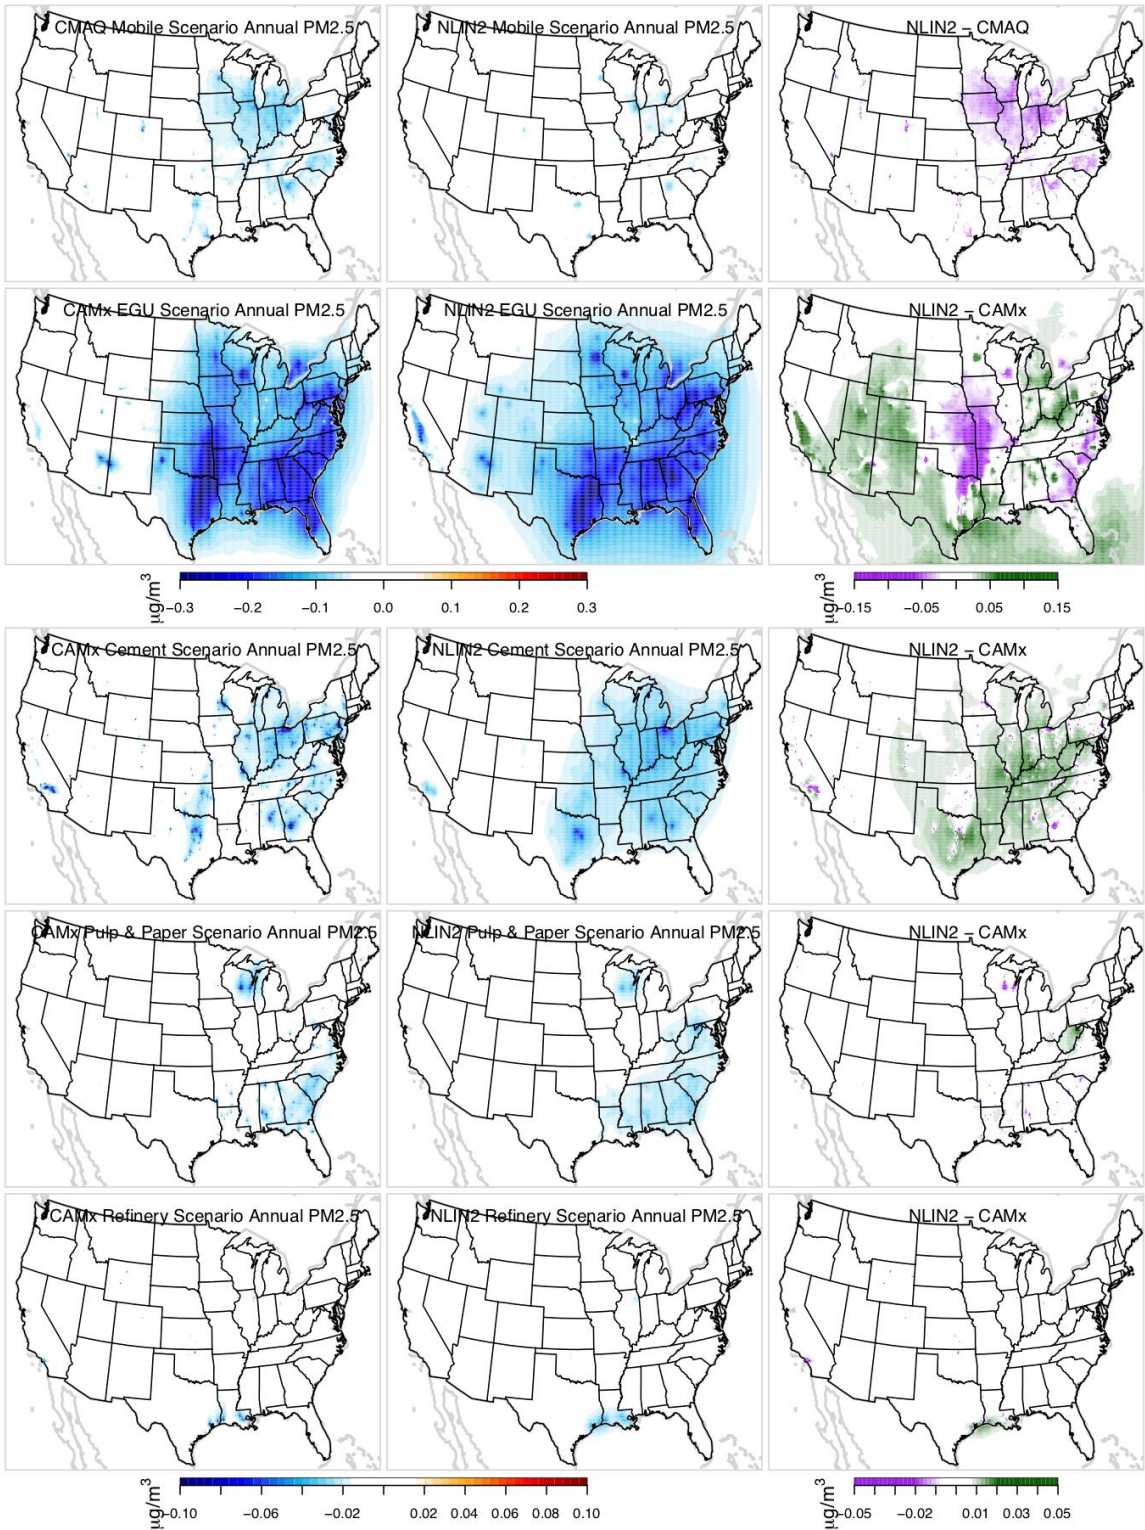 CMAQ Mobile Scenario Annual PM2.5
NLIN2 Mobile Scenario Annual PM2.5
NLIN2 − CMAQ
CAMx EGU Scenario Annual PM2.5
NLIN2 EGU Scenario Annual PM2.5
NLIN2 − CAMx
µg/m³
−0.3 −0.2 −0.1 0.0 0.1 0.2 0.3
µg/m³
−0.15 −0.05 0.05 0.15
CAMx Cement Scenario Annual PM2.5
NLIN2 Cement Scenario Annual PM2.5
NLIN2 − CAMx
CAMx Pulp & Paper Scenario Annual PM2.5
NLIN2 Pulp & Paper Scenario Annual PM2.5
NLIN2 − CAMx
CAMx Refinery Scenario Annual PM2.5
NLIN2 Refinery Scenario Annual PM2.5
NLIN2 − CAMx
µg/m³
−0.10 −0.06 −0.02 0.02 0.04 0.06 0.08 0.10
µg/m³
−0.05 −0.02 0.01 0.03 0.05